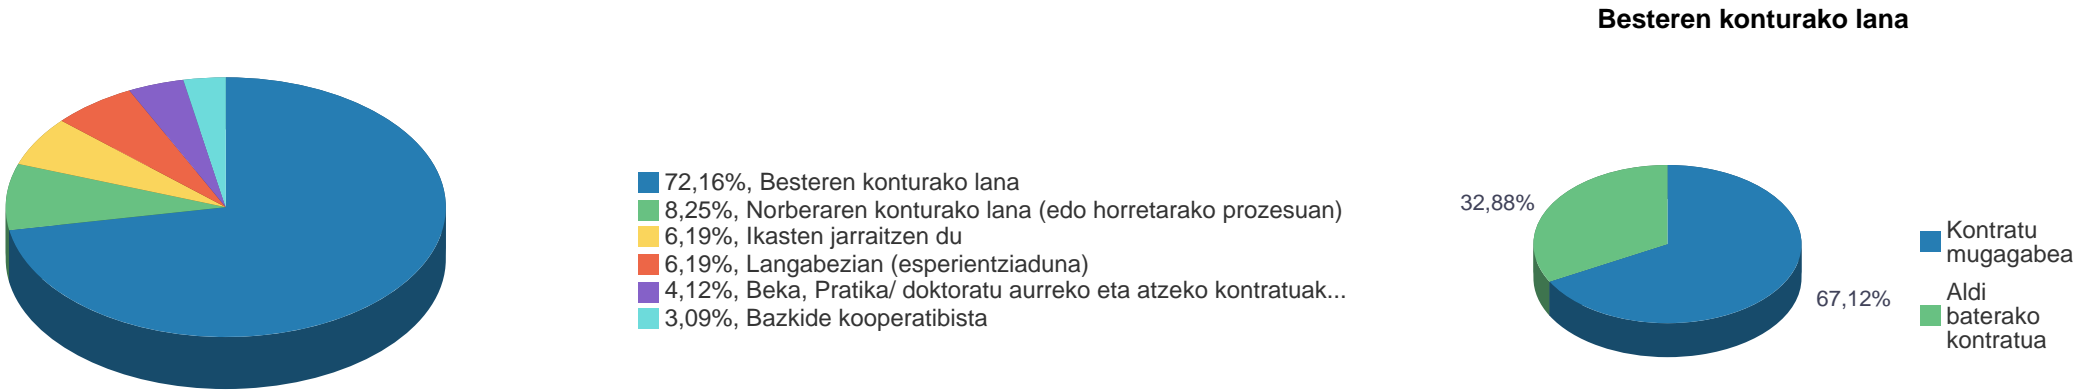 Besteren konturako lana
72,16%, Besteren konturako lana
8,25%, Norberaren konturako lana (edo horretarako prozesuan)
6,19%, Ikasten jarraitzen du
6,19%, Langabezian (esperientziaduna)
4,12%, Beka, Pratika/ doktoratu aurreko eta atzeko kontratuak...
3,09%, Bazkide kooperatibista
32,88%
67,12%
Kontratu
mugagabea
Aldi
baterako
kontratua